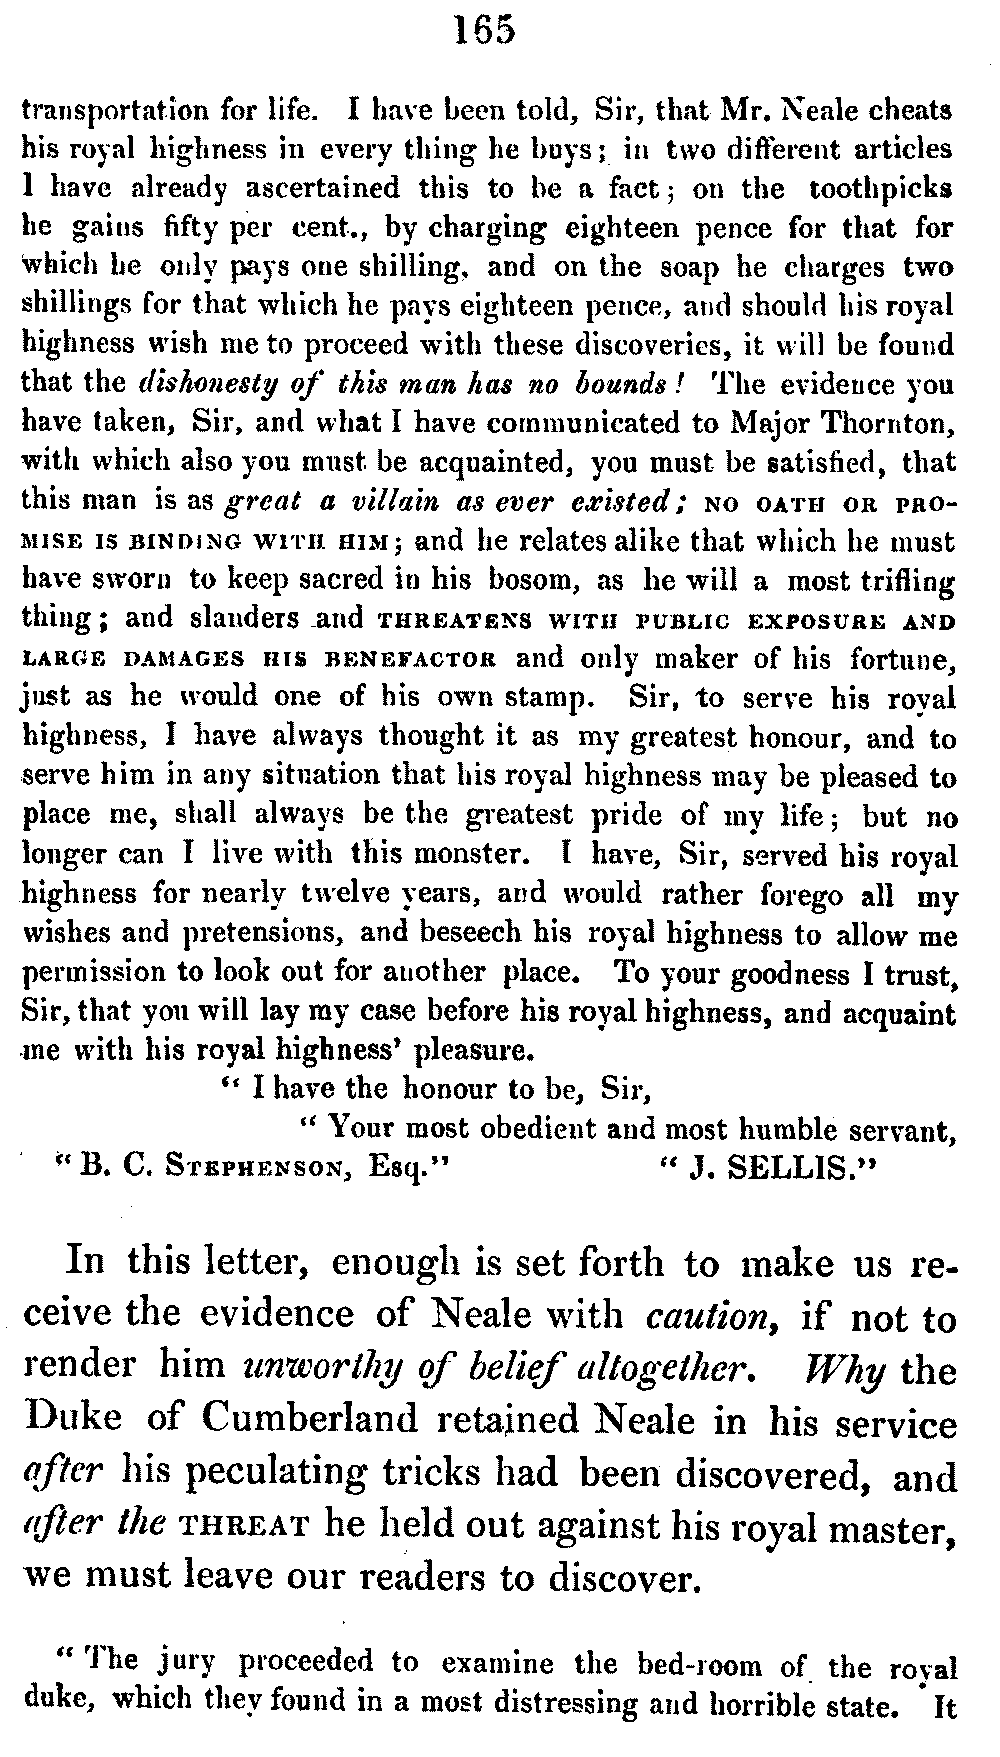 165
transportation for life. I have been told, Sir, that Mr. Neale cheats
his royal highness in every thing he buys; in two different articles
I have already ascertained this to be a fact; on the toothpicks
he gains fifty per cent., by charging eighteen pence for that for
which he only pays one shilling, and on the soap he charges two
shillings for that which he pays eighteen pence, and should his royal
highness wish me to proceed with these discoveries, it will be found
that the dishonesty of this man has no bounds! The evidence you
have taken, Sir, and what I have communicated to Major Thornton,
with which also you must be acquainted, you must be satisfied, that
this man is as great a villain as ever existed; NO OATH OR PRO-
MISE IS BINDING WITH HIM; and he relates alike that which he must
have sworn to keep sacred in his bosom, as he will a most trifling
thing; and slanders and THREATENS WITH PUBLIC EXPOSURE AND
LARGE DAMAGES HIS BENEFACTOR and only maker of his fortune,
just as he would one of his own stamp. Sir, to serve his royal
highness, I have always thought it as my greatest honour, and to
serve him in any situation that his royal highness may be pleased to
place me, shall always be the greatest pride of my life; but no
longer can I live with this monster. I have, Sir, served his royal
highness for nearly twelve years, and would rather forego all my
wishes and pretensions, and beseech his royal highness to allow me
permission to look out for another place. To your goodness I trust,
Sir, that you will lay my case before his royal highness, and acquaint
me with his royal highness' pleasure.
"I have the honour to be, Sir,
"Your most obedient and most humble servant,
"B. C. STEPHENSON, Esq." "J. SELLIS."
In this letter, enough is set forth to make us re-
ceive the evidence of Neale with caution, if not to
render him unworthy of belief altogether. Why the
Duke of Cumberland retained Neale in his service
after his peculating tricks had been discovered, and
after the THREAT he held out against his royal master,
we must leave our readers to discover.
"The jury proceeded to examine the bed-room of the royal
duke, which they found in a most distressing and horrible state. It